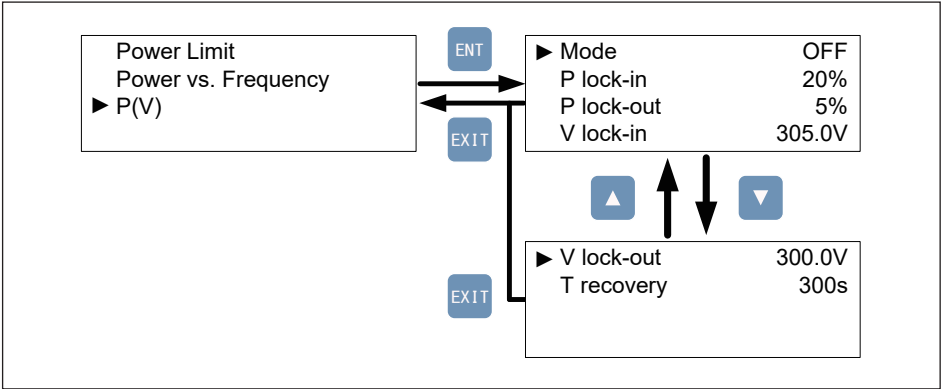 Power Limit
Power vs. Frequency
▶ P(V)
ENT
EXIT
▶ Mode OFF
P lock-in 20%
P lock-out 5%
V lock-in 305.0V
▲ ▼
EXIT
▶ V lock-out 300.0V
T recovery 300s